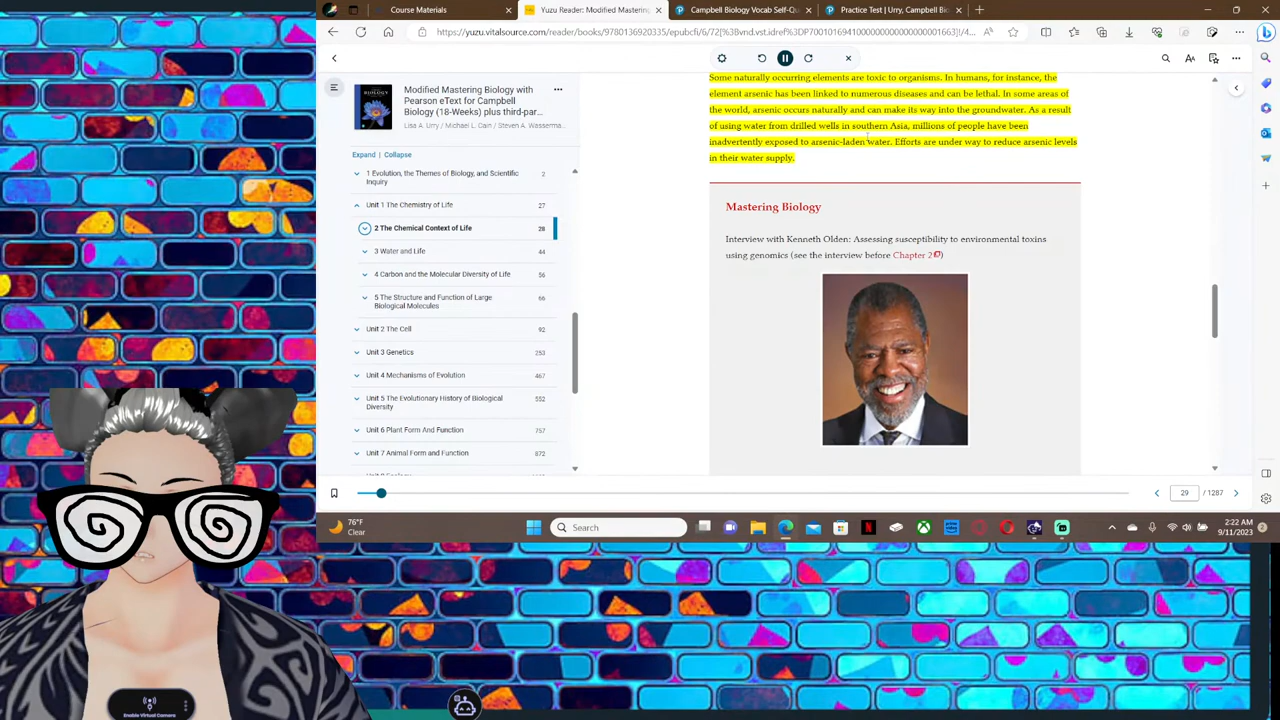 Course Materials
Yuzu Reader: Modified Mastering
Campbell Biology Vocab Self-Qu
Practice Test | Urry, Campbell Bi
Modified Mastering Biology with
Pearson eText for Campbell
Biology (18-Weeks) plus third-par...
Lisa A. Urry / Michael L. Cain / Steven A. Wasserma...
Expand | Collapse
1 Evolution, the Themes of Biology, and Scientific 2
Inquiry
Unit 1 The Chemistry of Life 27
2 The Chemical Context of Life 28
3 Water and Life 44
4 Carbon and the Molecular Diversity of Life 56
5 The Structure and Function of Large 66
Biological Molecules
Unit 2 The Cell 92
Unit 3 Genetics 253
Unit 4 Mechanisms of Evolution 467
Unit 5 The Evolutionary History of Biological 552
Diversity
Unit 6 Plant Form And Function 757
Unit 7 Animal Form and Function 872
Some naturally occurring elements are toxic to organisms. In humans, for instance, the
element arsenic has been linked to numerous diseases and can be lethal. In some areas of
the world, arsenic occurs naturally and can make its way into the groundwater. As a result
of using water from drilled wells in southern Asia, millions of people have been
inadvertently exposed to arsenic-laden water. Efforts are under way to reduce arsenic levels
in their water supply.
Mastering Biology
Interview with Kenneth Olden: Assessing susceptibility to environmental toxins
using genomics (see the interview before Chapter 2)
29 / 1287
76°F
Clear
Search
2:22 AM
9/11/2023
Enable Virtual Camera